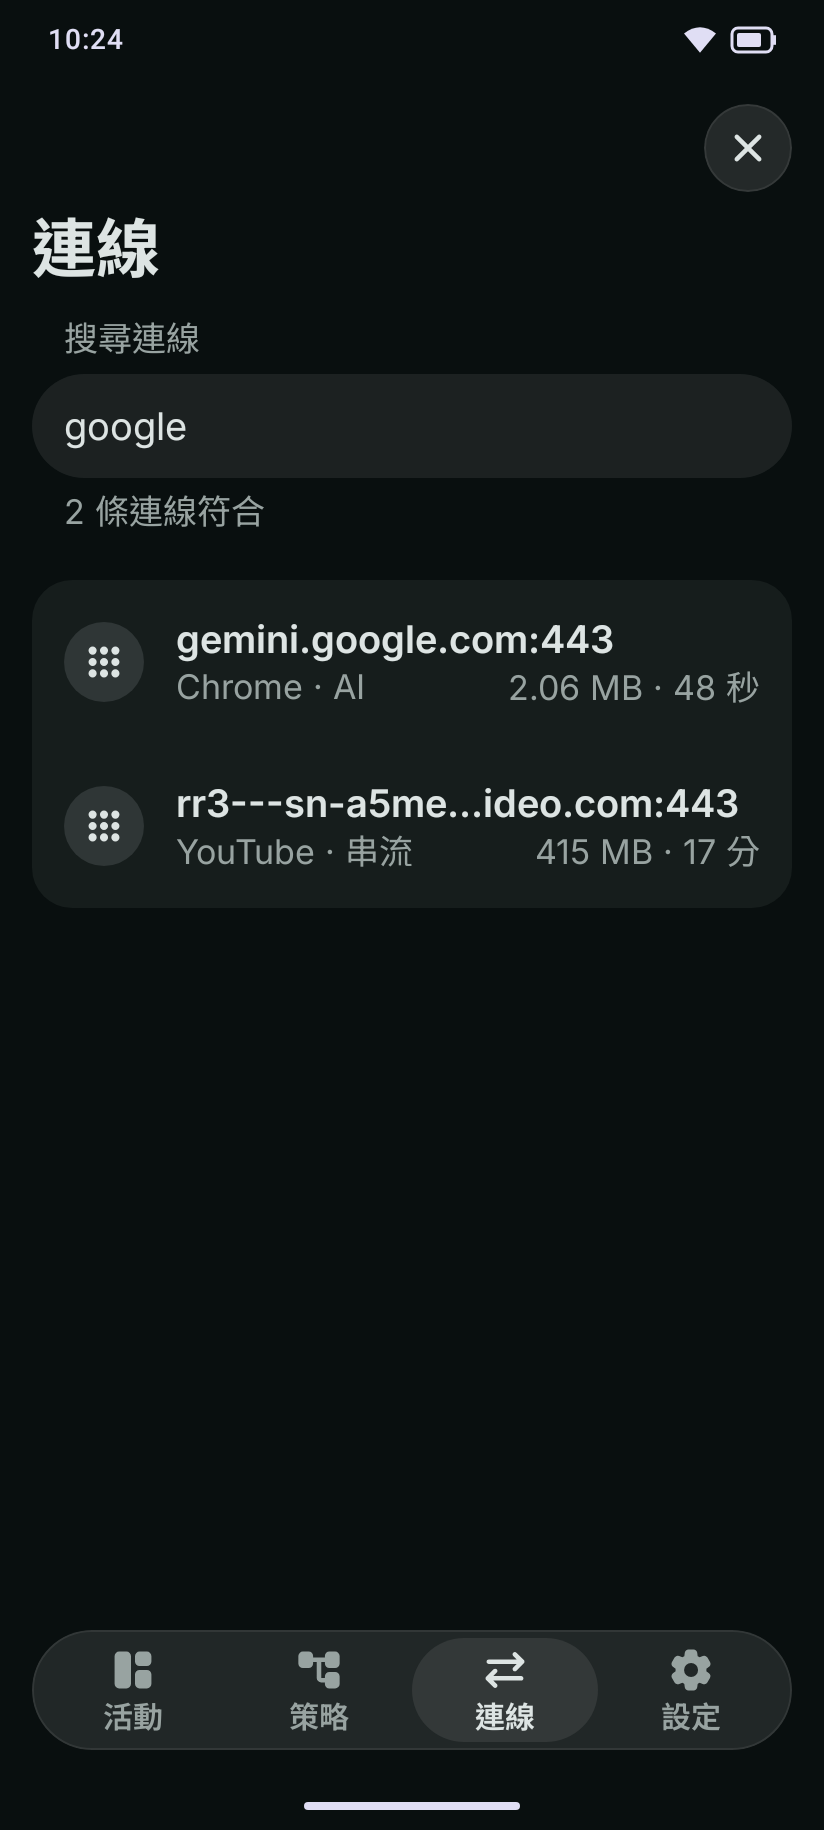 10:24
連線
搜尋連線
google
2 條連線符合
gemini.google.com:443
Chrome · AI
2.06 MB · 48 秒
rr3---sn-a5me...ideo.com:443
YouTube · 串流
415 MB · 17 分
活動
策略
連線
設定